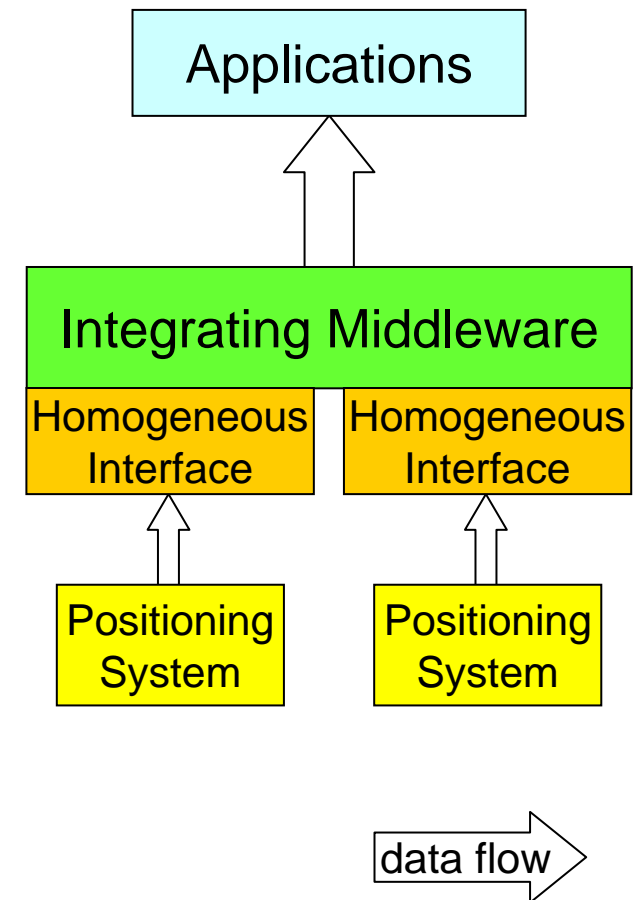 Applications
Integrating Middleware
Homogeneous
Interface
Homogeneous
Interface
Positioning
System
Positioning
System
data flow